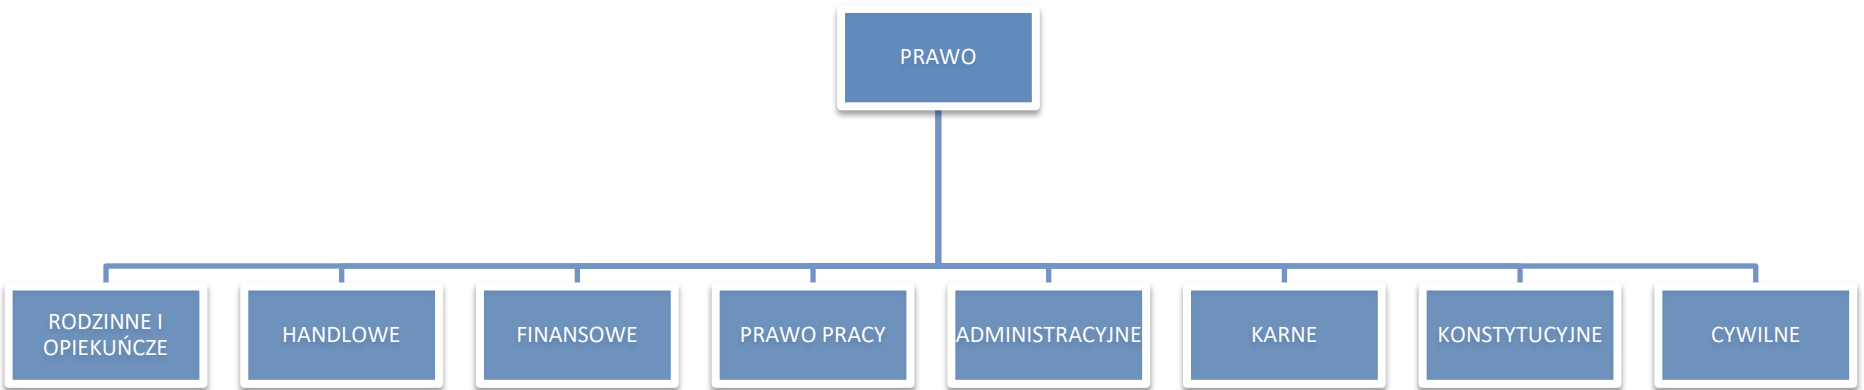 PRAWO
RODZINNE I
OPIEKUŃCZE
HANDLOWE
FINANSOWE
PRAWO PRACY
ADMINISTRACYJNE
KARNE
KONSTYTUCYJNE
CYWILNE